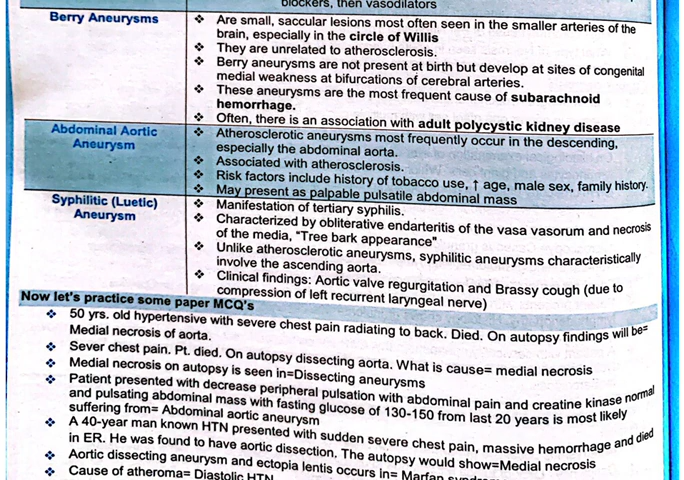 blockers, then vasodilators
Berry Aneurysms
❖ Are small, saccular lesions most often seen in the smaller arteries of the
brain, especially in the circle of Willis
❖ They are unrelated to atherosclerosis.
❖ Berry aneurysms are not present at birth but develop at sites of congenital
medial weakness at bifurcations of cerebral arteries.
❖ These aneurysms are the most frequent cause of subarachnoid
hemorrhage.
❖ Often, there is an association with adult polycystic kidney disease
Abdominal Aortic
Aneurysm
❖ Atherosclerotic aneurysms most frequently occur in the descending,
especially the abdominal aorta.
❖ Associated with atherosclerosis.
❖ Risk factors include history of tobacco use, ↑ age, male sex, family history.
❖ May present as palpable pulsatile abdominal mass
Syphilitic (Luetic)
Aneurysm
❖ Manifestation of tertiary syphilis.
❖ Characterized by obliterative endarteritis of the vasa vasorum and necrosis
of the media, "Tree bark appearance"
❖ Unlike atherosclerotic aneurysms, syphilitic aneurysms characteristically
involve the ascending aorta.
❖ Clinical findings: Aortic valve regurgitation and Brassy cough (due to
compression of left recurrent laryngeal nerve)
Now let's practice some paper MCQ's
❖ 50 yrs. old hypertensive with severe chest pain radiating to back. Died. On autopsy findings will be=
Medial necrosis of aorta.
❖ Sever chest pain. Pt. died. On autopsy dissecting aorta. What is cause= medial necrosis
❖ Medial necrosis on autopsy is seen in=Dissecting aneurysms
❖ Patient presented with decrease peripheral pulsation with abdominal pain and creatine kinase normal
and pulsating abdominal mass with fasting glucose of 130-150 from last 20 years is most likely
suffering from= Abdominal aortic aneurysm
❖ A 40-year man known HTN presented with sudden severe chest pain, massive hemorrhage and died
in ER. He was found to have aortic dissection. The autopsy would show=Medial necrosis
❖ Aortic dissecting aneurysm and ectopia lentis occurs in= Marfan
❖ Cause of atheroma= Diastolic HTN